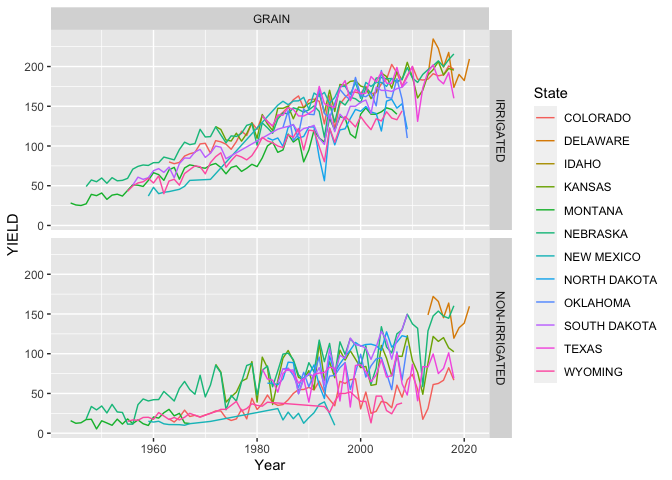 GRAIN
200
150
100
50
0
IRRIGATED
200
150
100
50
0
NON-IRRIGATED
YIELD
1960
1980
2000
2020
Year
State
COLORADO
DELAWARE
IDAHO
KANSAS
MONTANA
NEBRASKA
NEW MEXICO
NORTH DAKOTA
OKLAHOMA
SOUTH DAKOTA
TEXAS
WYOMING